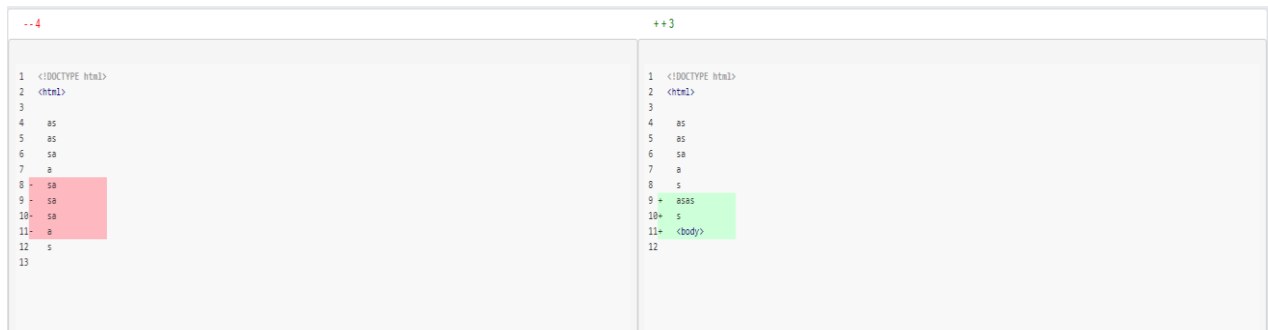 --4
++3
1 <!DOCTYPE html>
2 <html>
3
4 as
5 as
6 sa
7 a
8 - sa
9 - sa
10- sa
11- a
12 s
13
1 <!DOCTYPE html>
2 <html>
3
4 as
5 as
6 sa
7 a
8 s
9 + asas
10+ s
11+ <body>
12